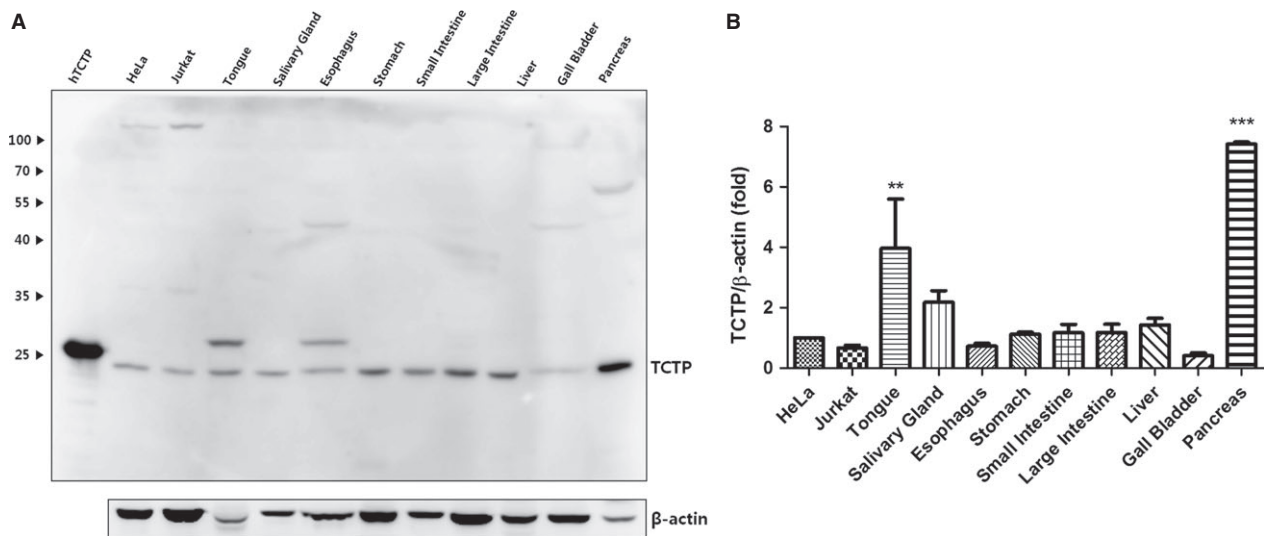 A
hTCTP
HeLa
Jurkat
Tongue
Salivary Gland
Esophagus
Stomach
Small Intestine
Large Intestine
Liver
Gall Bladder
Pancreas
100
70
55
40
35
25
TCTP
β-actin
B
TCTP/β-actin (fold)
8
6
4
2
0
**
***
HeLa
Jurkat
Tongue
Salivary Gland
Esophagus
Stomach
Small Intestine
Large Intestine
Liver
Gall Bladder
Pancreas